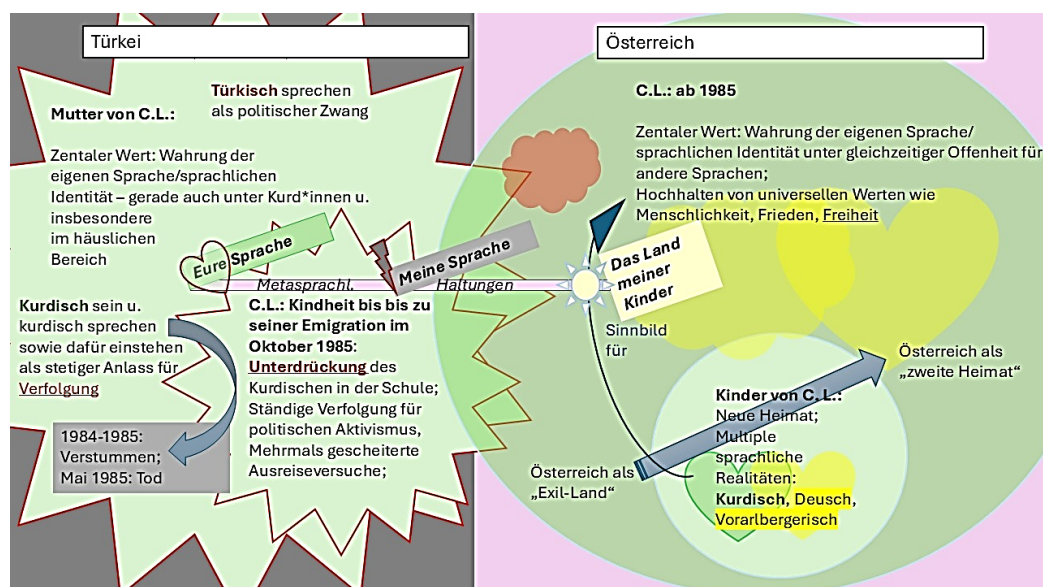 Türkei
Türkisch sprechen
als politischer Zwang
Mutter von C.L.:
Zentaler Wert: Wahrung der
eigenen Sprache/sprachlichen
Identität – gerade auch unter Kurd*innen u.
insbesondere
im häuslichen
Bereich
Eure Sprache
Meine Sprache
Metasprachl. Haltungen
Kurdisch sein u.
kurdisch sprechen
sowie dafür einstehen
als stetiger Anlass für
Verfolgung
1984-1985:
Verstummen;
Mai 1985: Tod
C.L.: Kindheit bis bis zu
seiner Emigration im
Oktober 1985:
Unterdrückung des
Kurdischen in der Schule;
Ständige Verfolgung für
politischen Aktivismus,
Mehrmals gescheiterte
Ausreiseversuche;
Österreich
C.L.: ab 1985
Zentaler Wert: Wahrung der eigenen Sprache/
sprachlichen Identität unter gleichzeitiger Offenheit für
andere Sprachen;
Hochhalten von universellen Werten wie
Menschlichkeit, Frieden, Freiheit
Das Land
meiner
Kinder
Sinnbild
für
Österreich als
„zweite Heimat“
Österreich als
„Exil-Land“
Kinder von C.L.:
Neue Heimat;
Multiple
sprachliche
Realitäten:
Kurdisch, Deusch,
Vorarlbergerisch